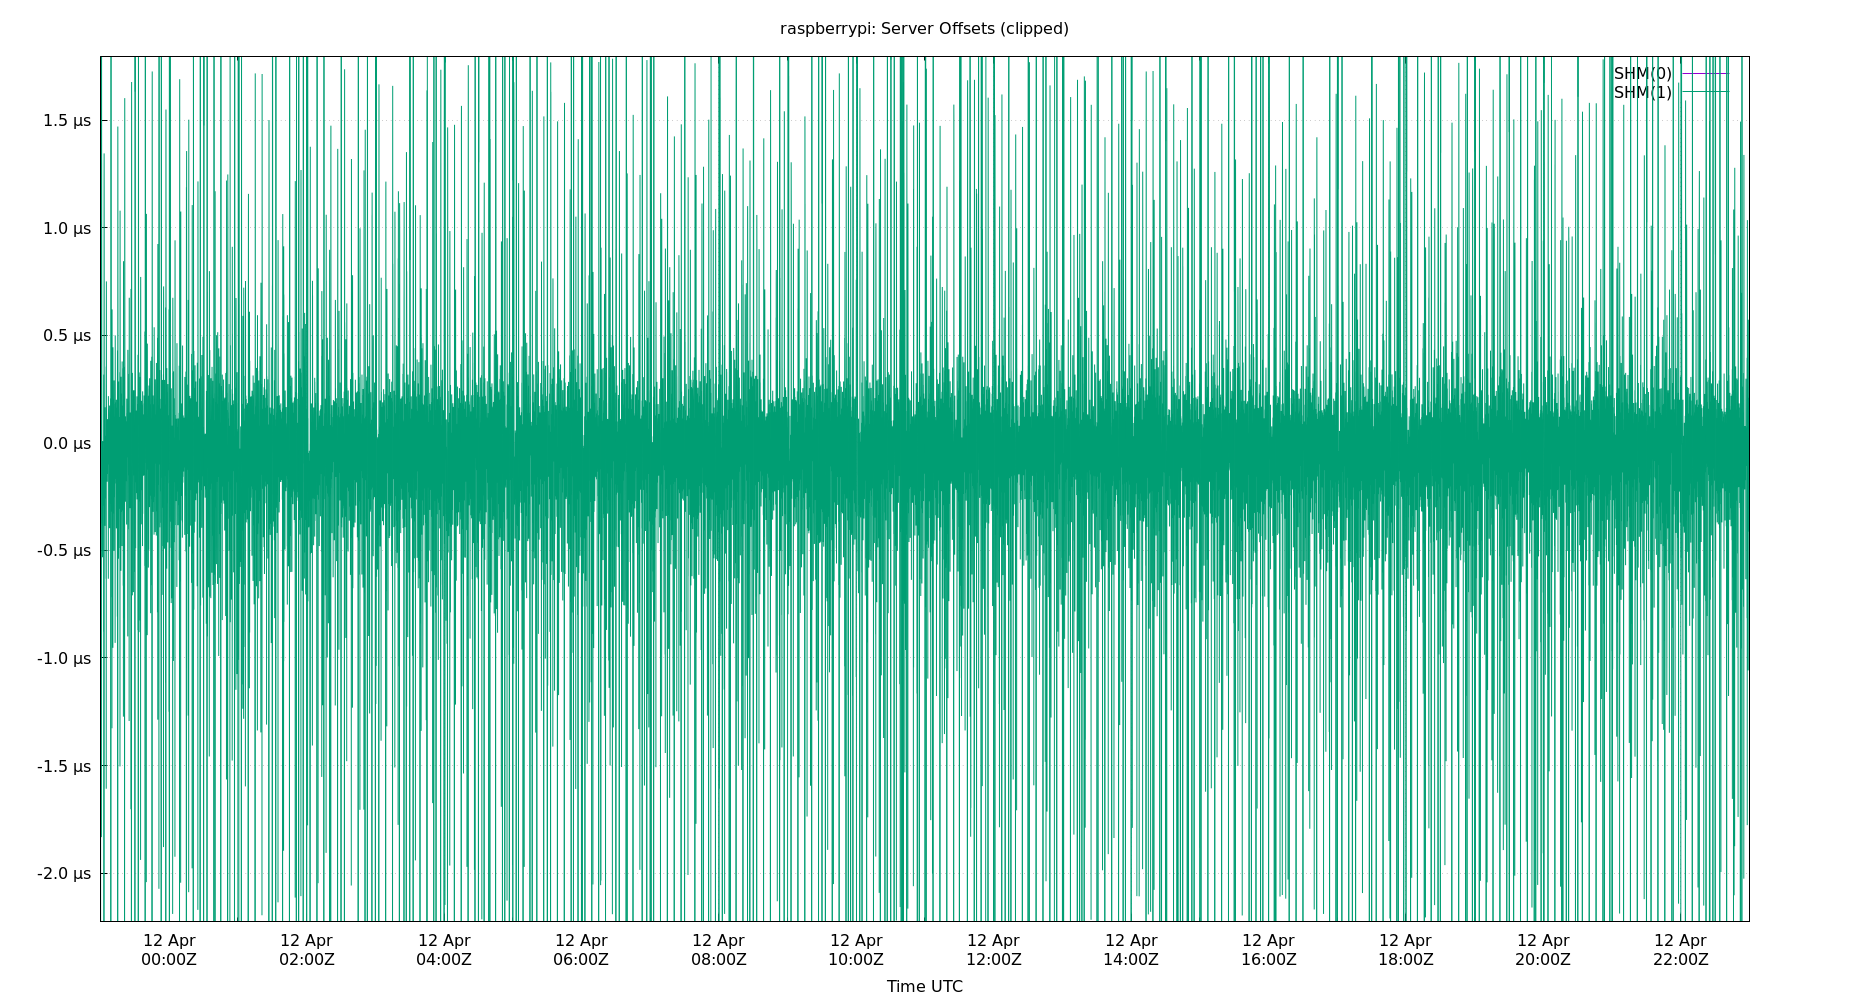 raspberrypi: Server Offsets (clipped)
SHM(0)
SHM(1)
1.5 µs
1.0 µs
0.5 µs
0.0 µs
-0.5 µs
-1.0 µs
-1.5 µs
-2.0 µs
12 Apr 12 Apr 12 Apr 12 Apr 12 Apr 12 Apr 12 Apr 12 Apr 12 Apr 12 Apr 12 Apr 12 Apr
00:00Z 02:00Z 04:00Z 06:00Z 08:00Z 10:00Z 12:00Z 14:00Z 16:00Z 18:00Z 20:00Z 22:00Z
Time UTC